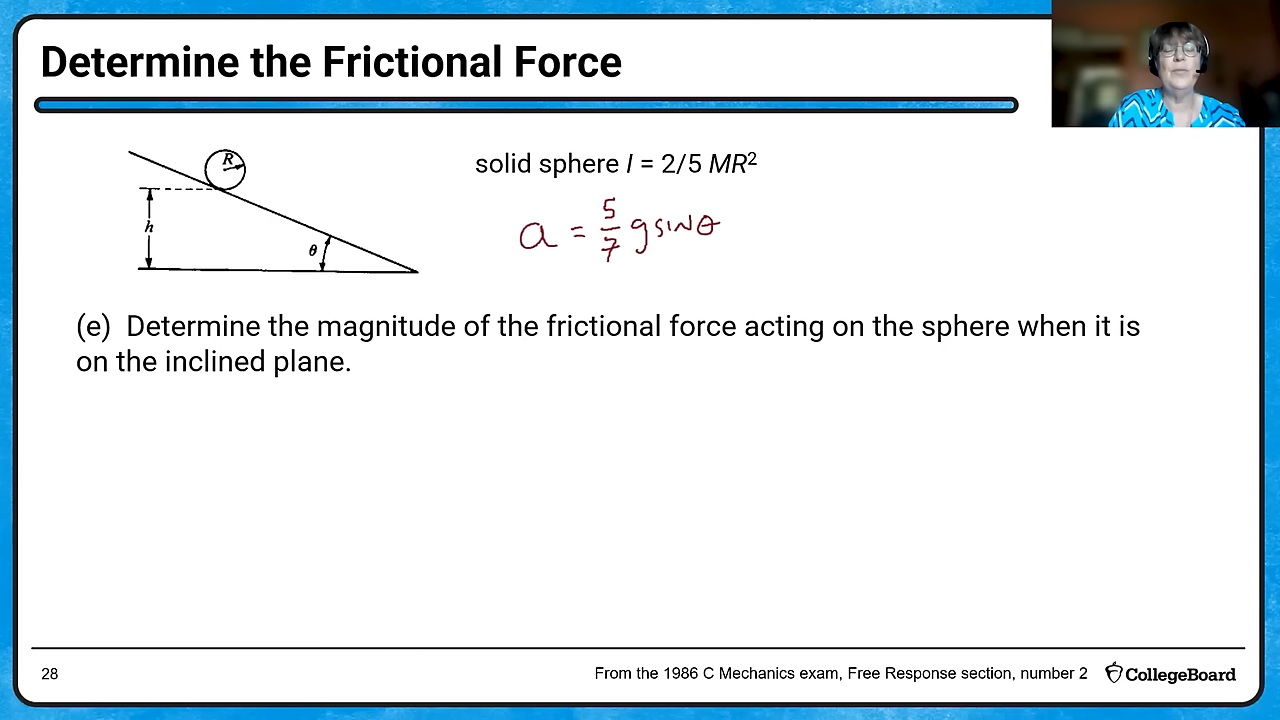 Determine the Frictional Force
R
h
θ
solid sphere I = 2/5 MR²
a = 5/7 g sin θ
(e) Determine the magnitude of the frictional force acting on the sphere when it is
on the inclined plane.
28
From the 1986 C Mechanics exam, Free Response section, number 2
CollegeBoard